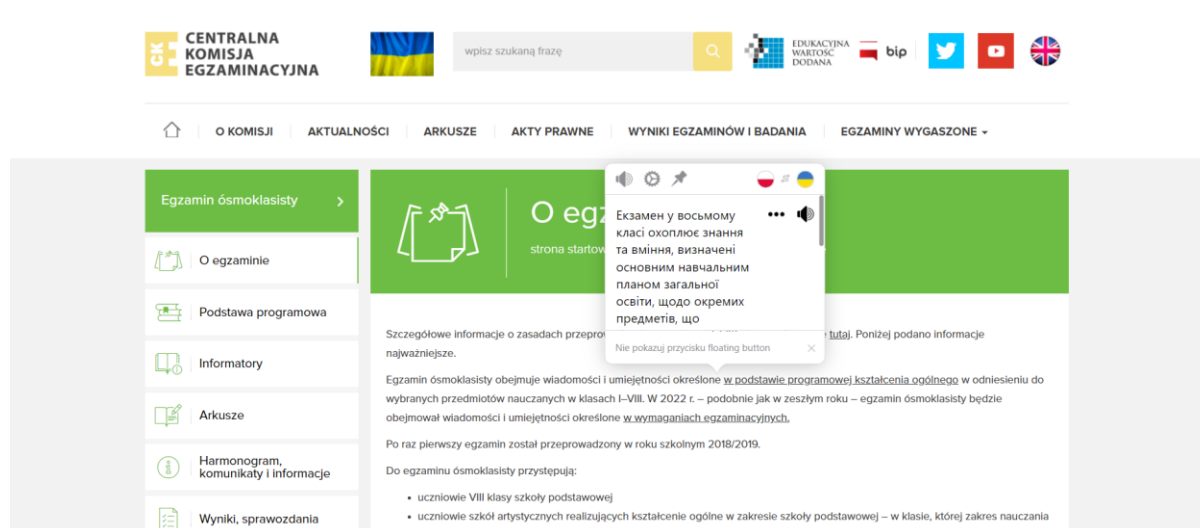 CENTRALNA
KOMISJA
EGZAMINACYJNA
wpisz szukaną frazę
EDUKACYJNA
WARTOŚĆ
DODANA
bip
O KOMISJI
AKTUALNOŚCI
ARKUSZE
AKTY PRAWNE
WYNIKI EGZAMINÓW I BADANIA
EGZAMINY WYGASZONE
Egzamin ósmoklasisty
O egzaminie
Podstawa programowa
Informatory
Arkusze
Harmonogram,
komunikaty i informacje
Wyniki, sprawozdania
O
strona
Екзамен у восьмому
класі охоплює знання
та вміння, визначені
основним навчальним
планом загальної
освіти, щодо окремих
предметів, що
Nie pokazuj przycisku floating button
Szczegółowe informacje o zasadach tutaj. Poniżej podano informacje
najważniejsze.
Egzamin ósmoklasisty obejmuje wiadomości i umiejętności określone w podstawie programowej kształcenia ogólnego w odniesieniu do
wybranych przedmiotów nauczanych w klasach I–VIII. W 2022 r. – podobnie jak w zeszłym roku – egzamin ósmoklasisty będzie
obejmował wiadomości i umiejętności określone w wymaganiach egzaminacyjnych.
Po raz pierwszy egzamin został przeprowadzony w roku szkolnym 2018/2019.
Do egzaminu ósmoklasisty przystępują:
• uczniowie VIII klasy szkoły podstawowej
• uczniowie szkół artystycznych realizujących kształcenie ogólne w zakresie szkoły podstawowej – w klasie, której zakres nauczania